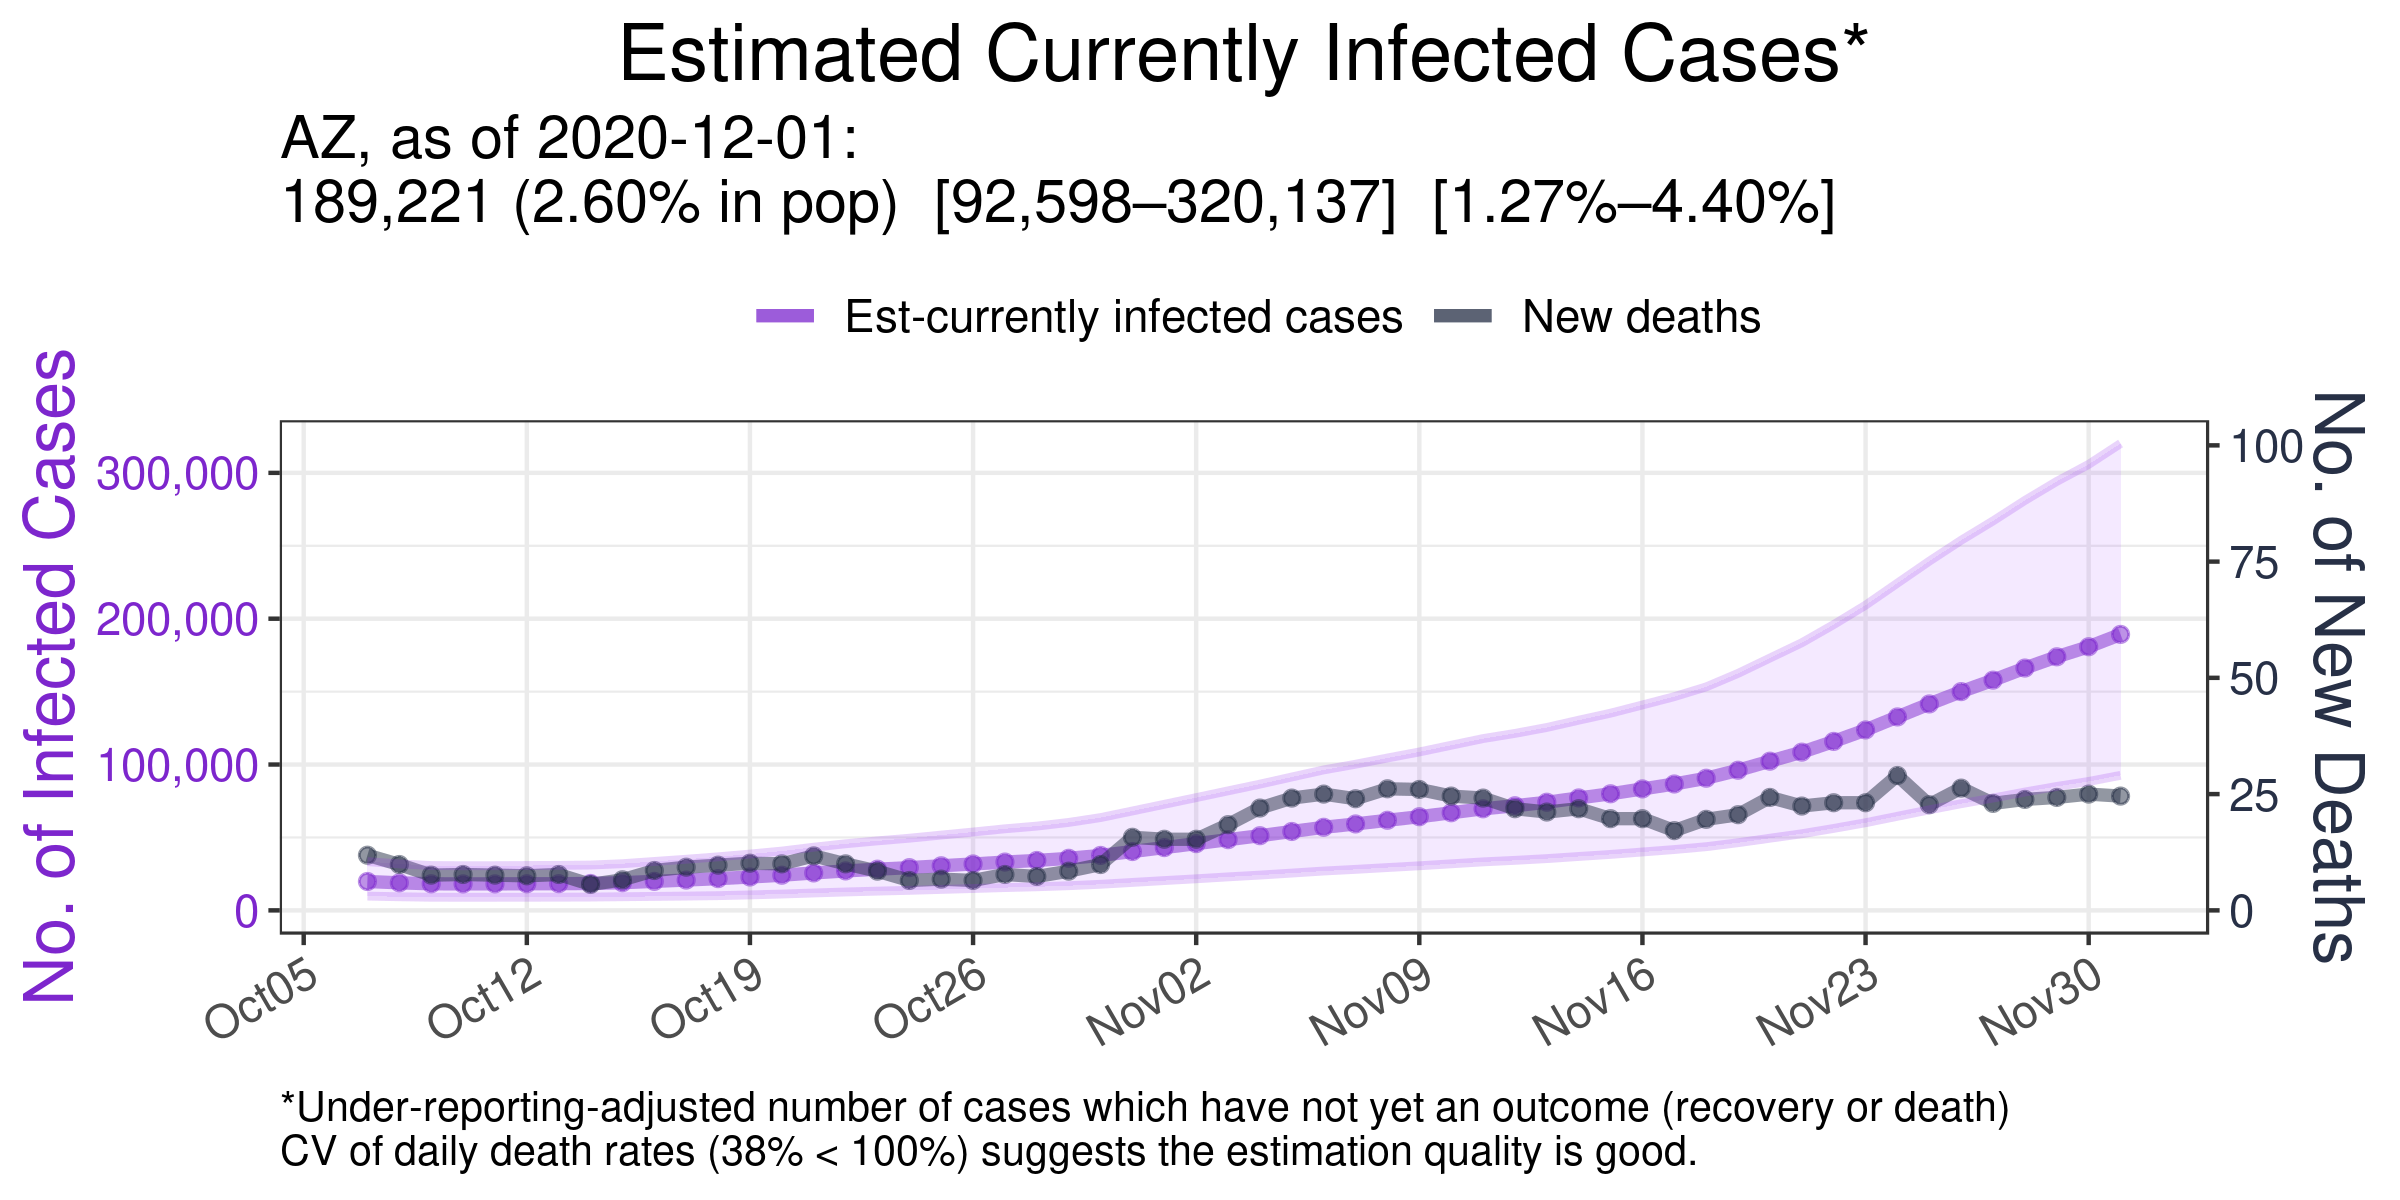 Estimated Currently Infected Cases*
AZ, as of 2020-12-01:
189,221 (2.60% in pop) [92,598–320,137] [1.27%–4.40%]
Est-currently infected cases
New deaths
No. of Infected Cases
300,000
200,000
100,000
0
100
75
50
25
0
No. of New Deaths
Oct05
Oct12
Oct19
Oct26
Nov02
Nov09
Nov16
Nov23
Nov30
*Under-reporting-adjusted number of cases which have not yet an outcome (recovery or death)
CV of daily death rates (38% < 100%) suggests the estimation quality is good.